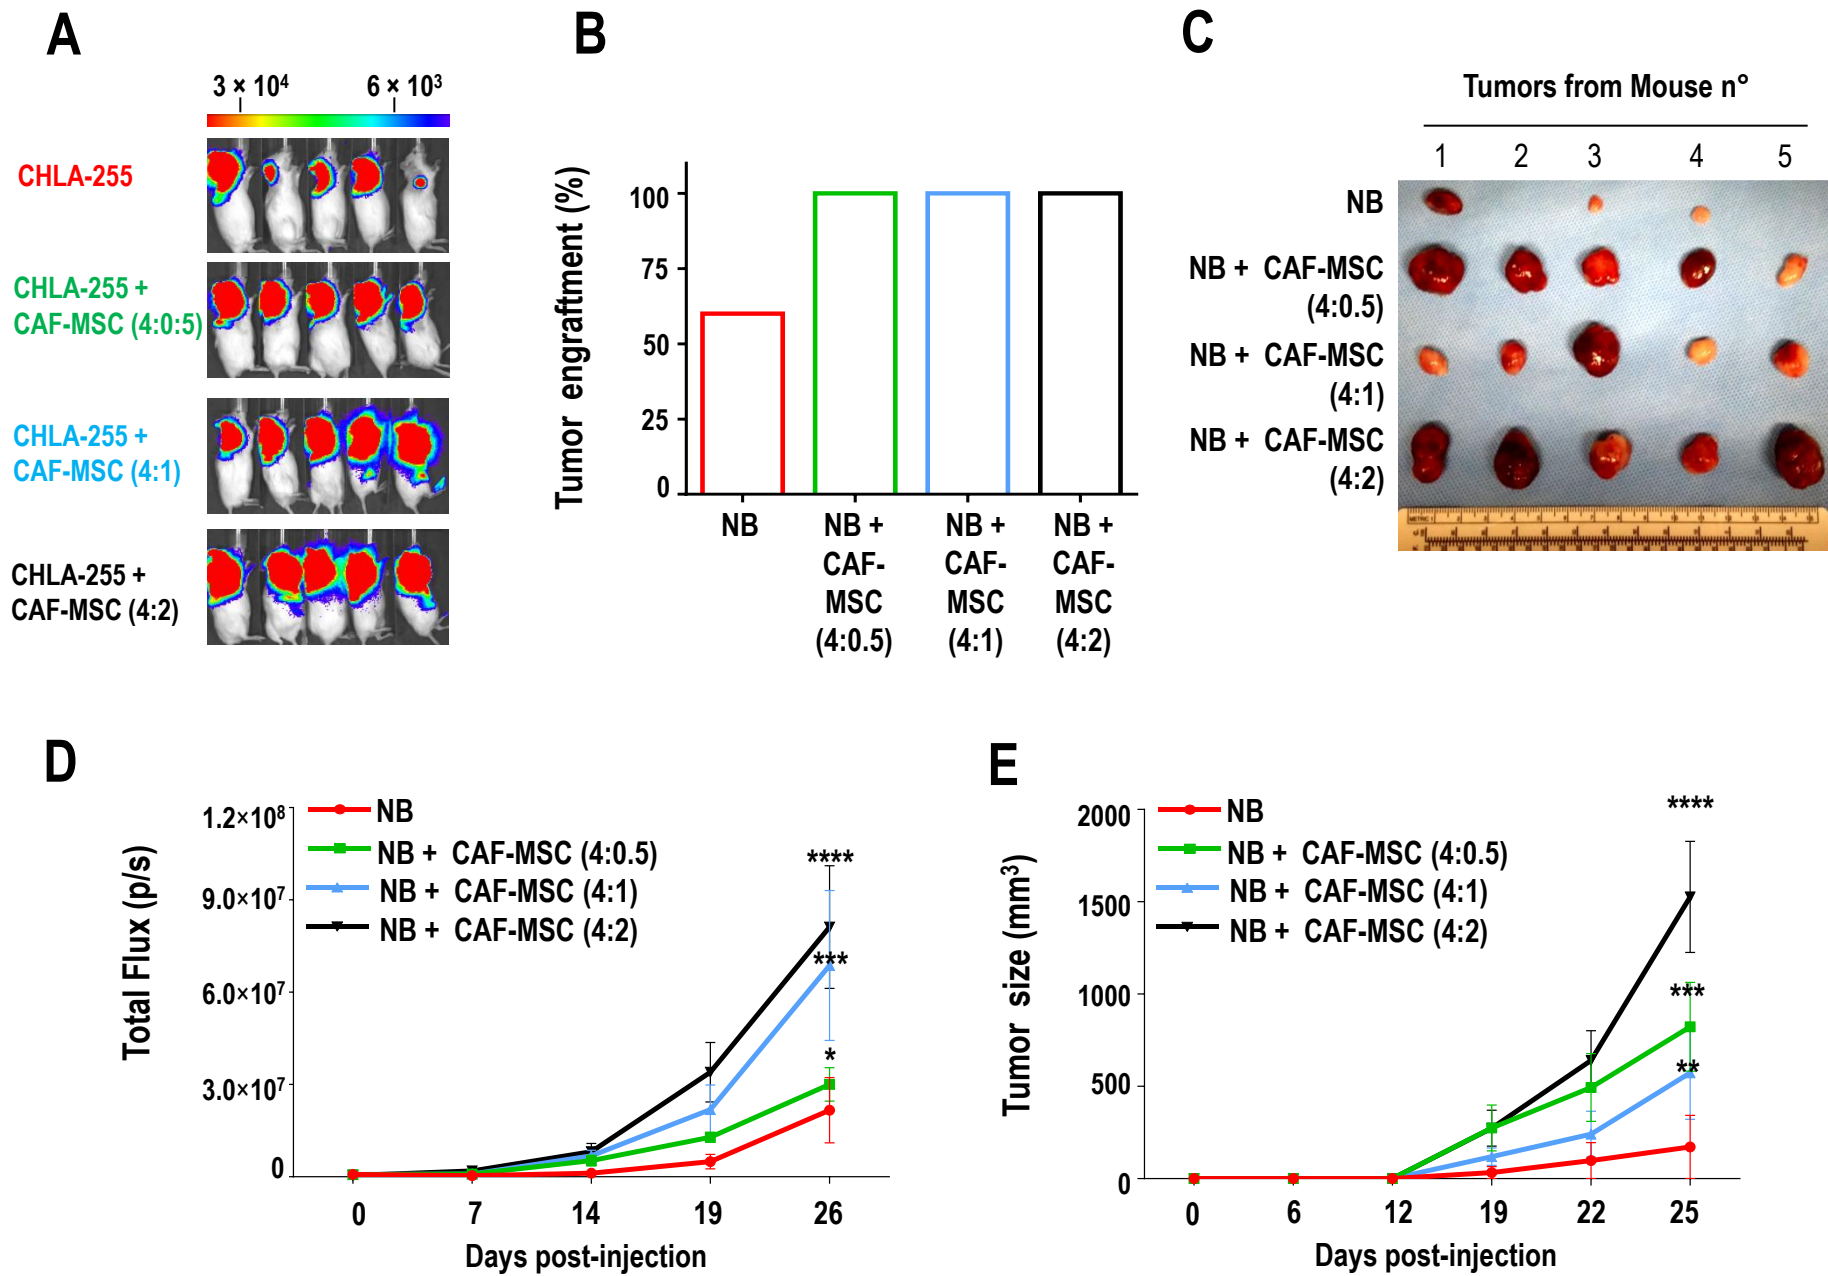 A
3 × 10⁴ 6 × 10³
CHLA-255
CHLA-255 +
CAF-MSC (4:0:5)
CHLA-255 +
CAF-MSC (4:1)
CHLA-255 +
CAF-MSC (4:2)
B
Tumor engraftment (%)
100
75
50
25
0
NB
NB +
CAF-
MSC
(4:0.5)
NB +
CAF-
MSC
(4:1)
NB +
CAF-
MSC
(4:2)
C
Tumors from Mouse n°
1 2 3 4 5
NB
NB + CAF-MSC
(4:0.5)
NB + CAF-MSC
(4:1)
NB + CAF-MSC
(4:2)
D
Total Flux (p/s)
1.2×10⁸
9.0×10⁷
6.0×10⁷
3.0×10⁷
0
NB
NB + CAF-MSC (4:0.5)
NB + CAF-MSC (4:1)
NB + CAF-MSC (4:2)
****
***
*
0 7 14 19 26
Days post-injection
E
Tumor size (mm³)
2000
1500
1000
500
0
NB
NB + CAF-MSC (4:0.5)
NB + CAF-MSC (4:1)
NB + CAF-MSC (4:2)
****
***
**
0 6 12 19 22 25
Days post-injection